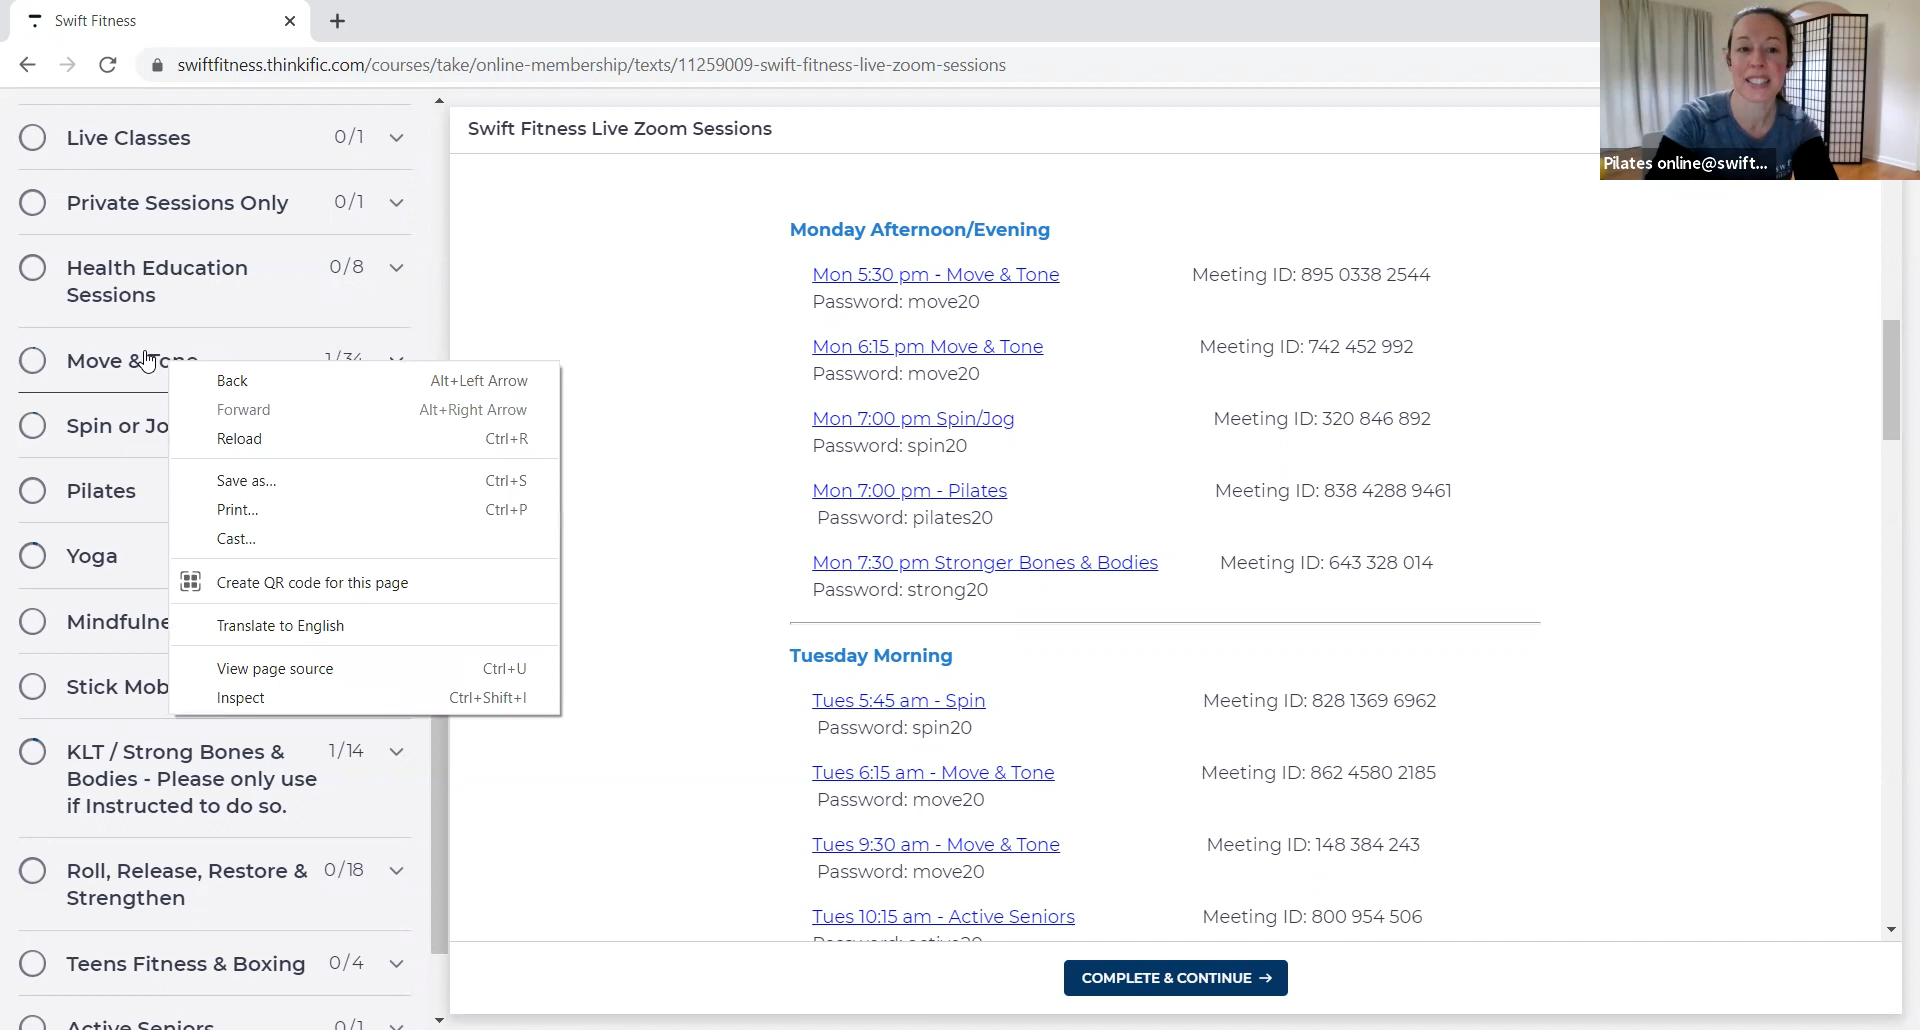 Swift Fitness
swiftfitness.thinkific.com/courses/take/online-membership/texts/11259009-swift-fitness-live-zoom-sessions
Pilates online@swift...
Live Classes 0/1
Private Sessions Only 0/1
Health Education 0/8
Sessions
Move & Tone 1/34
Spin or Jo
Pilates
Yoga
Mindfulne
Stick Mob
KLT / Strong Bones & 1/14
Bodies - Please only use
if Instructed to do so.
Roll, Release, Restore & 0/18
Strengthen
Teens Fitness & Boxing 0/4
Active Seniors 0/1
Back Alt+Left Arrow
Forward Alt+Right Arrow
Reload Ctrl+R
Save as... Ctrl+S
Print... Ctrl+P
Cast...
Create QR code for this page
Translate to English
View page source Ctrl+U
Inspect Ctrl+Shift+I
Swift Fitness Live Zoom Sessions
Monday Afternoon/Evening
Mon 5:30 pm - Move & Tone Meeting ID: 895 0338 2544
Password: move20
Mon 6:15 pm Move & Tone Meeting ID: 742 452 992
Password: move20
Mon 7:00 pm Spin/Jog Meeting ID: 320 846 892
Password: spin20
Mon 7:00 pm - Pilates Meeting ID: 838 4288 9461
Password: pilates20
Mon 7:30 pm Stronger Bones & Bodies Meeting ID: 643 328 014
Password: strong20
Tuesday Morning
Tues 5:45 am - Spin Meeting ID: 828 1369 6962
Password: spin20
Tues 6:15 am - Move & Tone Meeting ID: 862 4580 2185
Password: move20
Tues 9:30 am - Move & Tone Meeting ID: 148 384 243
Password: move20
Tues 10:15 am - Active Seniors Meeting ID: 800 954 506
Password: active20
COMPLETE & CONTINUE →